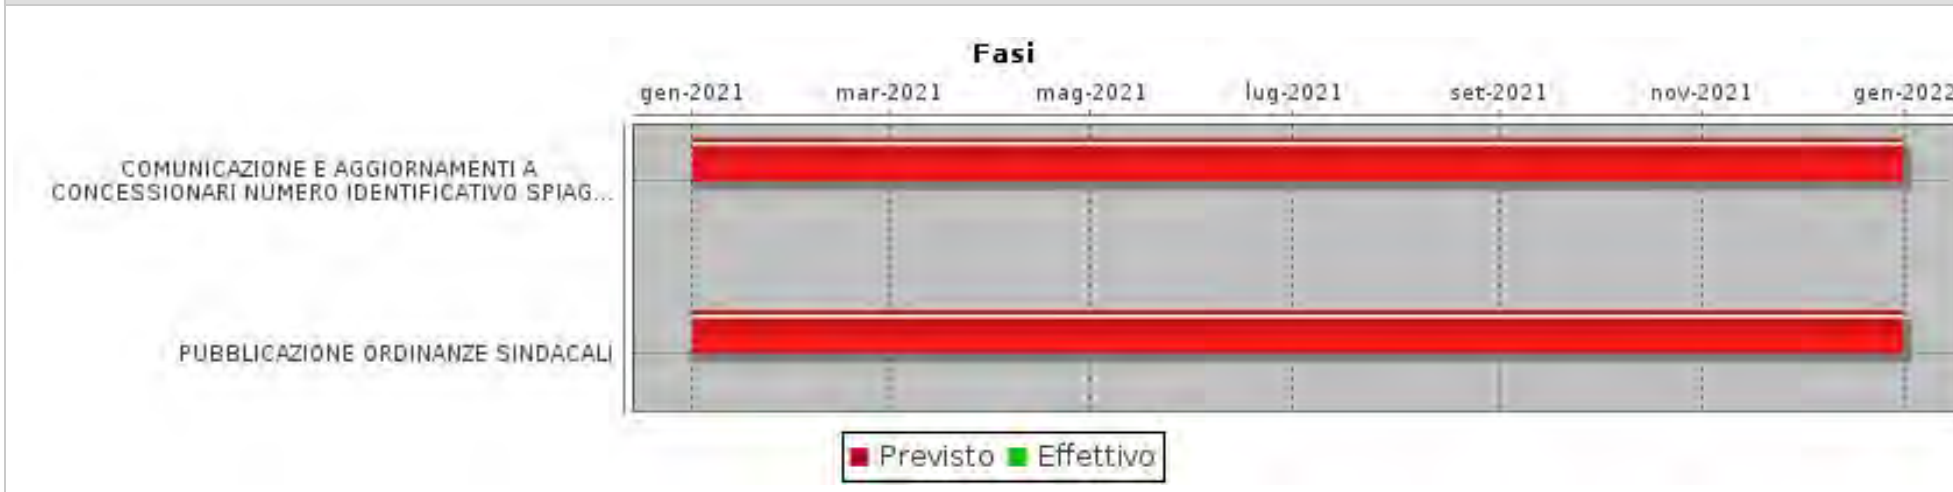 Fasi
gen-2021 mar-2021 mag-2021 lug-2021 set-2021 nov-2021 gen-2022
COMUNICAZIONE E AGGIORNAMENTI A
CONCESSIONARI NUMERO IDENTIFICATIVO SPIAG...
PUBBLICAZIONE ORDINANZE SINDACALI
Previsto Effettivo